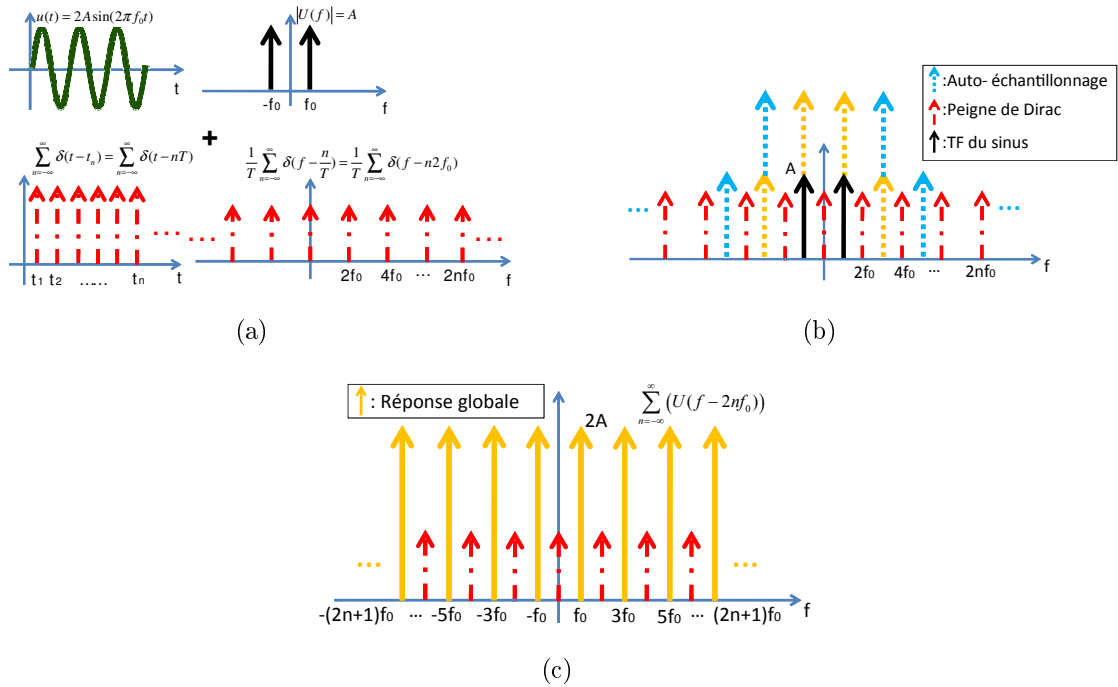 u(t) = 2A sin(2πf₀t)
|U(f)| = A
t
-f₀ f₀
f
+
∑_{n=-∞}^{∞} δ(t-tₙ) = ∑_{n=-∞}^{∞} δ(t-nT)
1/T ∑_{n=-∞}^{∞} δ(f-n/T) = 1/T ∑_{n=-∞}^{∞} δ(f-n2f₀)
... ...
...
t₁ t₂ ...... tₙ t
2f₀ 4f₀ ... 2nf₀ f
(a)
:Auto- échantillonnage
:Peigne de Dirac
:TF du sinus
A
... ...
2f₀ 4f₀ ... 2nf₀
f
(b)
: Réponse globale
2A
∑_{n=-∞}^{∞} (U(f-2nf₀))
... ...
-(2n+1)f₀ ... -5f₀ -3f₀ -f₀ f₀ 3f₀ 5f₀ ... (2n+1)f₀ f
(c)